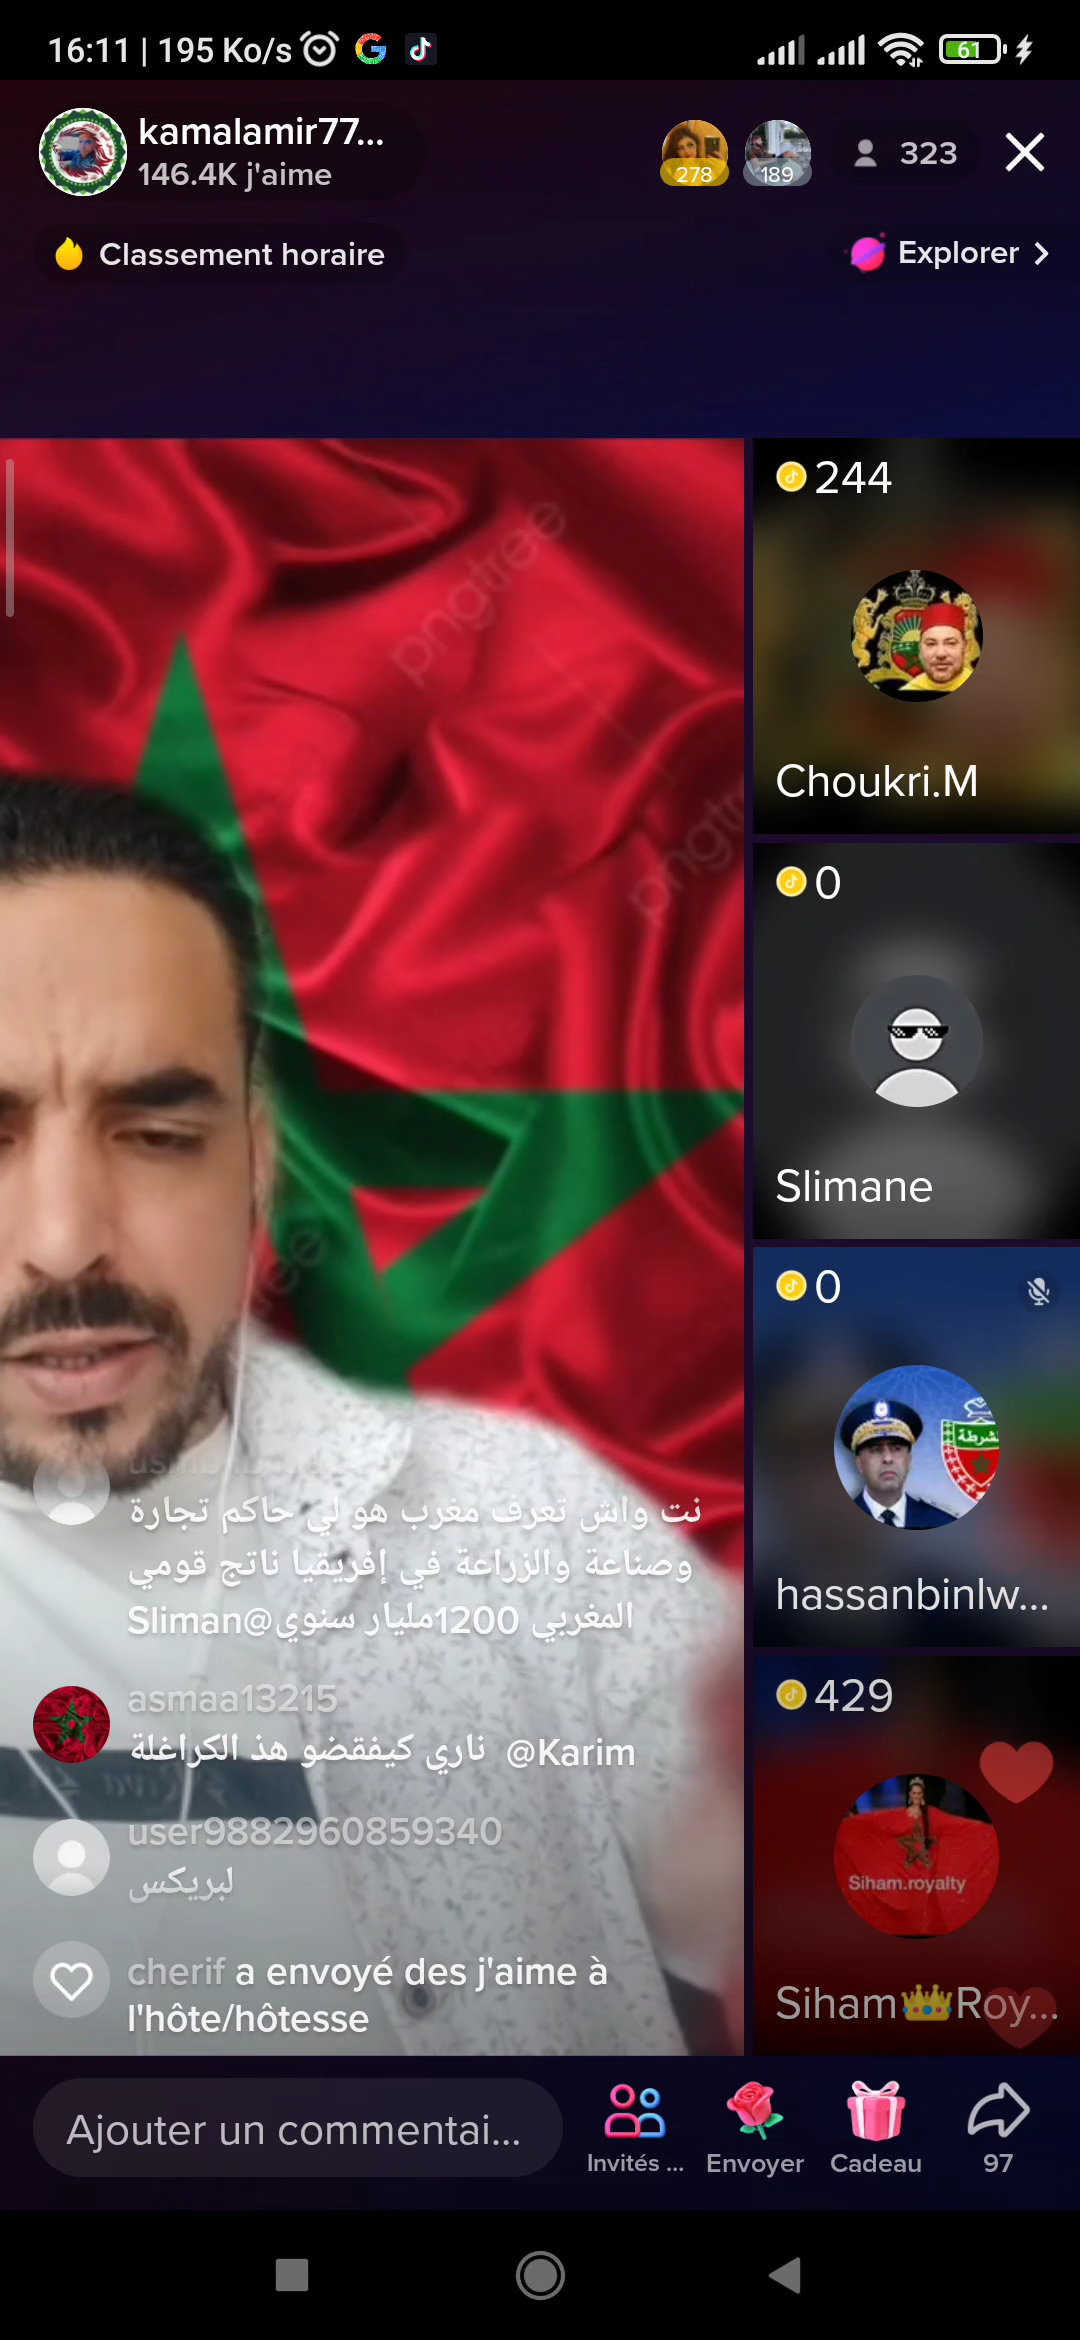 16:11 | 195 Ko/s
61
kamalamir77...
146.4K j'aime
278
189
323
Classement horaire
Explorer
pngtree
244
Choukri.M
0
Slimane
0
الشرطة
hassanbinlw...
429
Siham.royalty
Siham👑Roy...
نت واش تعرف مغرب هو لي حاكم تجارة
وصناعة والزراعة في إفريقيا ناتج قومي
المغربي 1200مليار سنوي@Sliman
asmaa13215
@Karim ناري كيفقضو هذ الكراغلة
user9882960859340
لبريكس
cherif a envoyé des j'aime à
l'hôte/hôtesse
Ajouter un commentai...
Invités ...
Envoyer
Cadeau
97